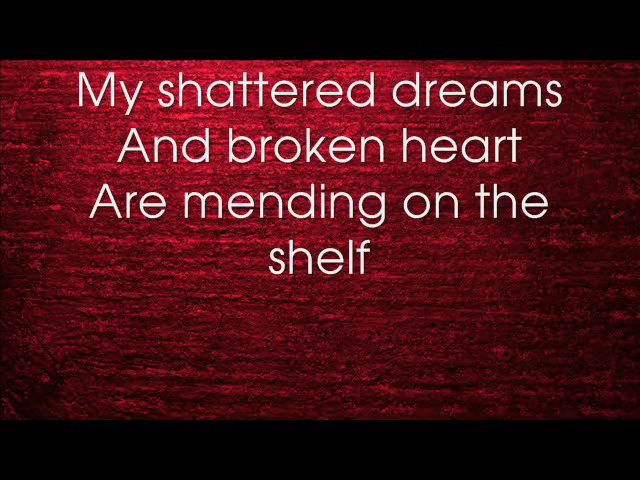 My shattered dreams
And broken heart
Are mending on the
shelf